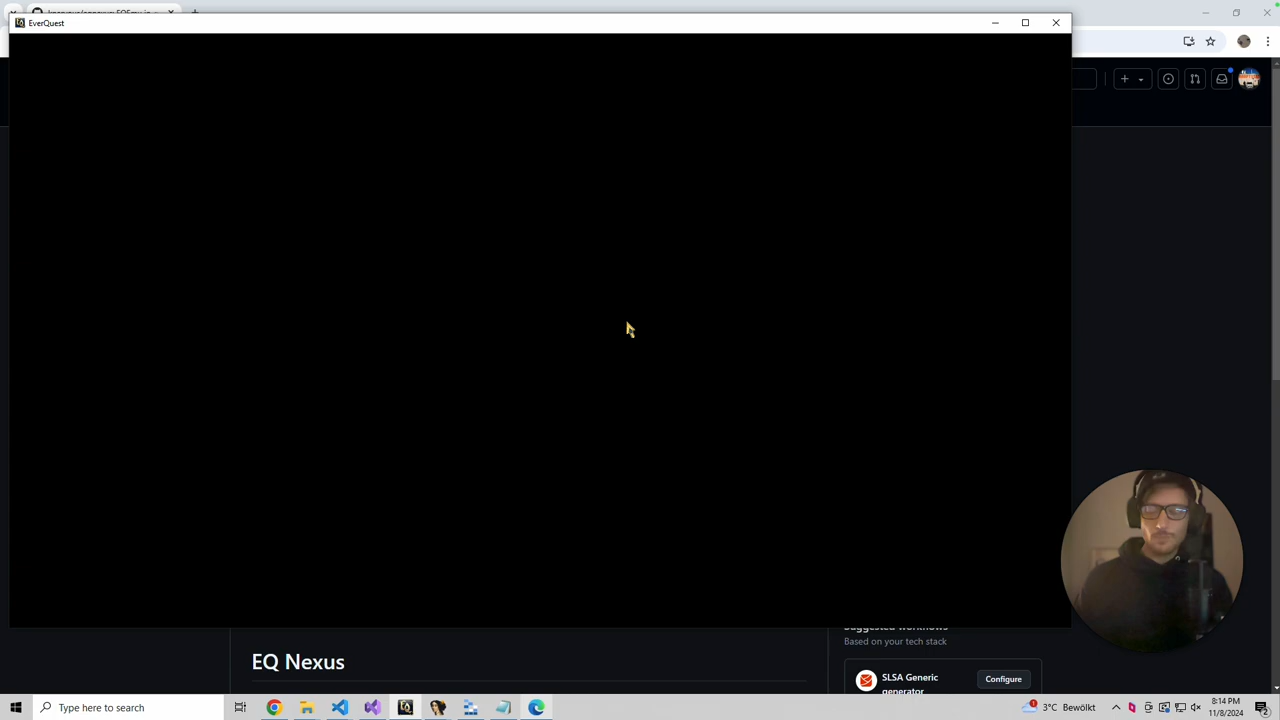 EverQuest
EQ Nexus
Based on your tech stack
SLSA Generic
generator
Configure
Type here to search
3°C Bewölkt
8:14 PM
11/8/2024